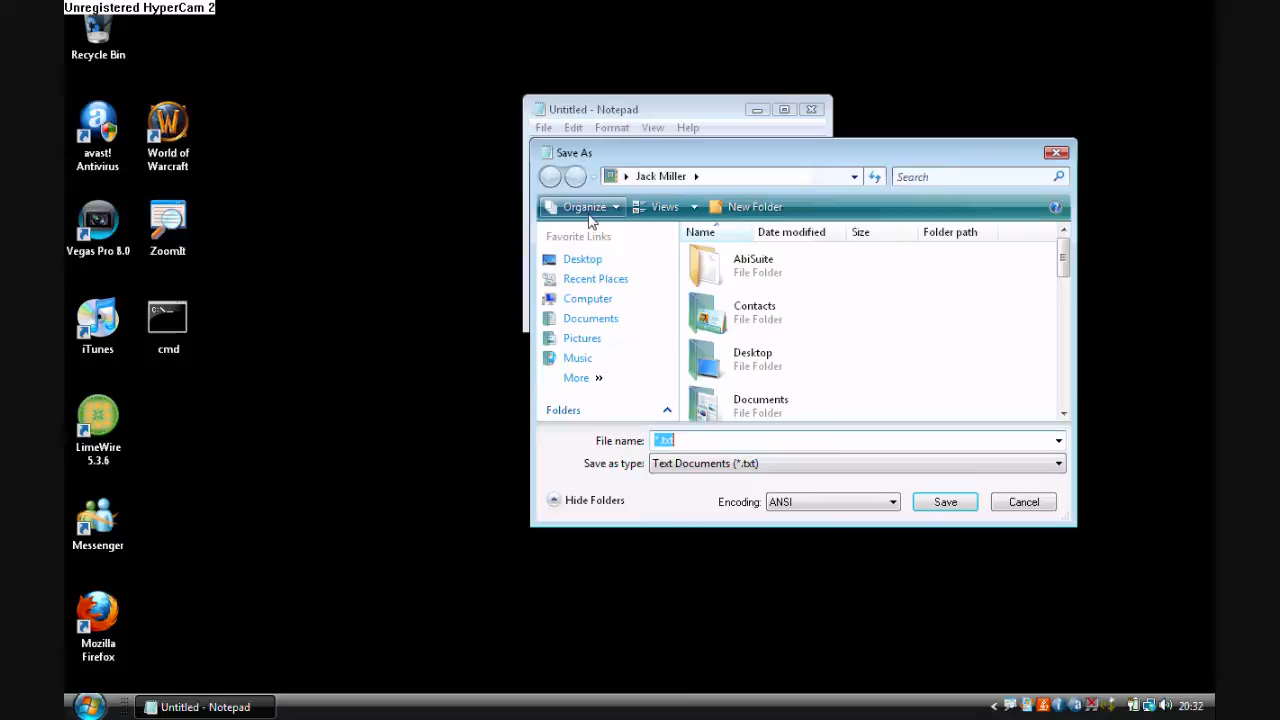 Unregistered HyperCam 2
Recycle Bin
avast!
Antivirus
World of
Warcraft
Vegas Pro 8.0
ZoomIt
iTunes
cmd
LimeWire
5.3.6
Messenger
Mozilla
Firefox
Untitled - Notepad
File Edit Format View Help
Save As
Jack Miller
Search
Organize Views New Folder
Favorite Links
Desktop
Recent Places
Computer
Documents
Pictures
Music
More »
Folders
Name Date modified Size Folder path
AbiSuite
File Folder
Contacts
File Folder
Desktop
File Folder
Documents
File Folder
File name: *.txt
Save as type: Text Documents (*.txt)
Hide Folders Encoding: ANSI Save Cancel
Untitled - Notepad
20:32